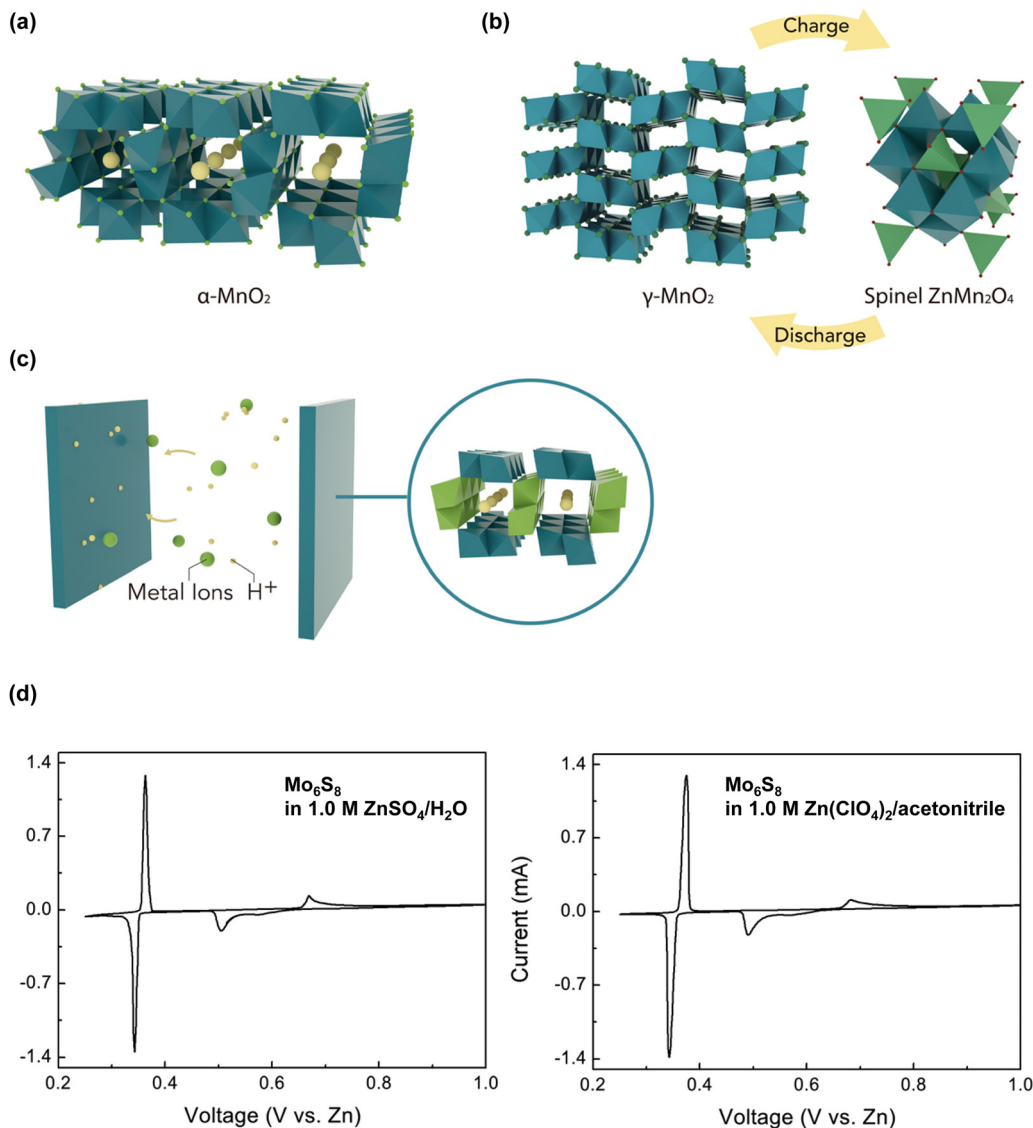 (a)
(b)
Charge
α-MnO₂
γ-MnO₂
Spinel ZnMn₂O₄
Discharge
(c)
Metal Ions
H⁺
(d)
1.4
0.7
0.0
-0.7
-1.4
Mo₆S₈
in 1.0 M ZnSO₄/H₂O
0.2
0.4
0.6
0.8
1.0
Voltage (V vs. Zn)
Current (mA)
1.4
0.7
0.0
-0.7
-1.4
Mo₆S₈
in 1.0 M Zn(ClO₄)₂/acetonitrile
0.2
0.4
0.6
0.8
1.0
Voltage (V vs. Zn)